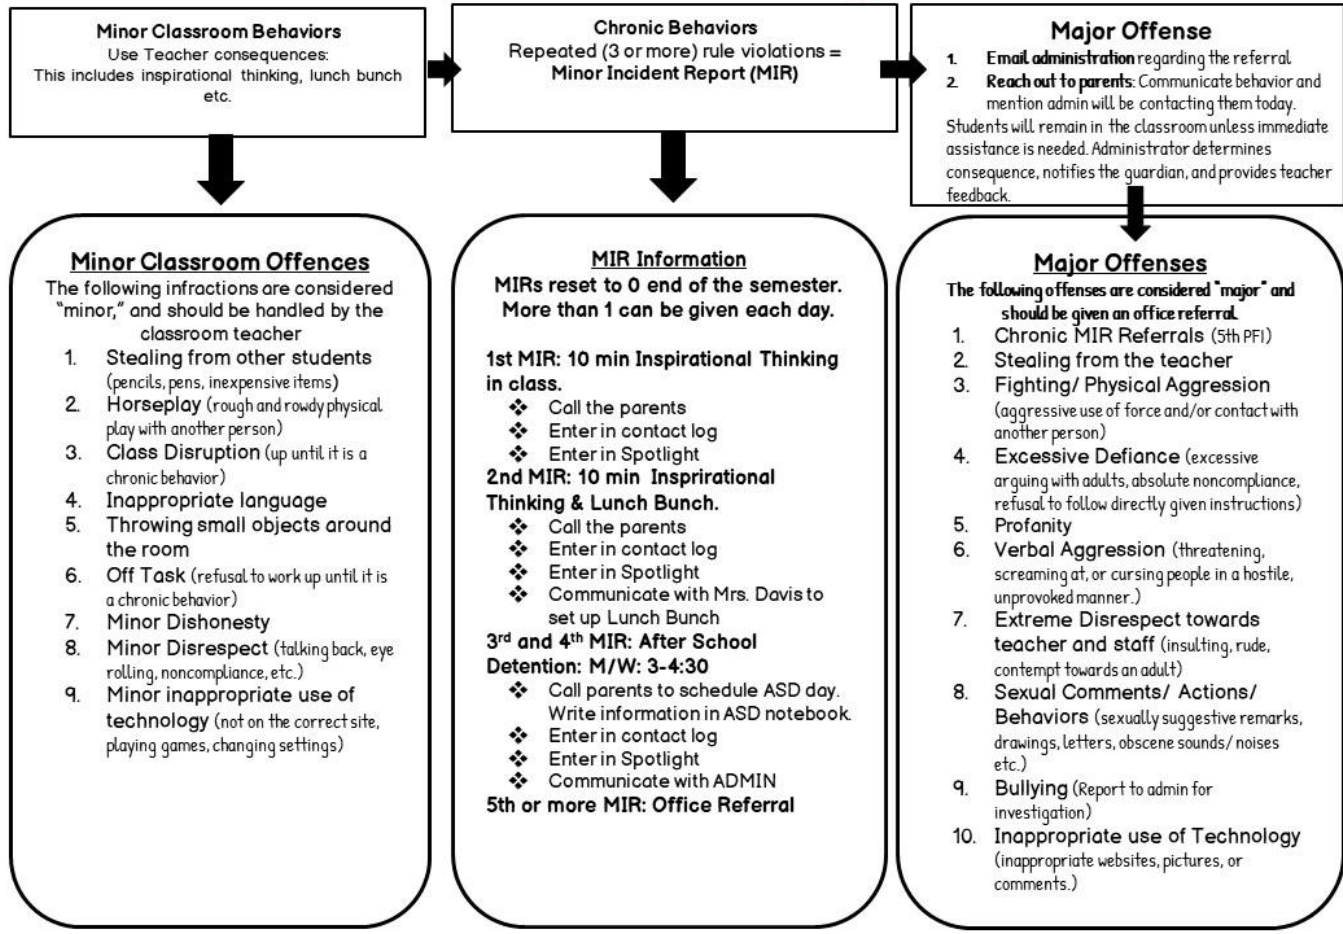 Minor Classroom Behaviors
Use Teacher consequences:
This includes inspirational thinking, lunch bunch
etc.
Chronic Behaviors
Repeated (3 or more) rule violations =
Minor Incident Report (MIR)
Major Offense
1. Email administration regarding the referral
2. Reach out to parents: Communicate behavior and
mention admin will be contacting them today.
Students will remain in the classroom unless immediate
assistance is needed. Administrator determines
consequence, notifies the guardian, and provides teacher
feedback.
Minor Classroom Offences
The following infractions are considered
"minor," and should be handled by the
classroom teacher
1. Stealing from other students
(pencils, pens, inexpensive items)
2. Horseplay (rough and rowdy physical
play with another person)
3. Class Disruption (up until it is a
chronic behavior)
4. Inappropriate language
5. Throwing small objects around
the room
6. Off Task (refusal to work up until it is
a chronic behavior)
7. Minor Dishonesty
8. Minor Disrespect (talking back, eye
rolling, noncompliance, etc.)
9. Minor inappropriate use of
technology (not on the correct site,
playing games, changing settings)
MIR Information
MIRs reset to 0 end of the semester.
More than 1 can be given each day.
1st MIR: 10 min Inspirational Thinking
in class.
❖ Call the parents
❖ Enter in contact log
❖ Enter in Spotlight
2nd MIR: 10 min Insprirational
Thinking & Lunch Bunch.
❖ Call the parents
❖ Enter in contact log
❖ Enter in Spotlight
❖ Communicate with Mrs. Davis to
set up Lunch Bunch
3rd and 4th MIR: After School
Detention: M/W: 3-4:30
❖ Call parents to schedule ASD day.
Write information in ASD notebook.
❖ Enter in contact log
❖ Enter in Spotlight
❖ Communicate with ADMIN
5th or more MIR: Office Referral
Major Offenses
The following offenses are considered "major" and
should be given an office referral.
1. Chronic MIR Referrals (5th PFI)
2. Stealing from the teacher
3. Fighting/ Physical Aggression
(aggressive use of force and/or contact with
another person)
4. Excessive Defiance (excessive
arguing with adults, absolute noncompliance,
refusal to follow directly given instructions)
5. Profanity
6. Verbal Aggression (threatening,
screaming at, or cursing people in a hostile,
unprovoked manner.)
7. Extreme Disrespect towards
teacher and staff (insulting, rude,
contempt towards an adult)
8. Sexual Comments/ Actions/
Behaviors (sexually suggestive remarks,
drawings, letters, obscene sounds/ noises
etc.)
9. Bullying (Report to admin for
investigation)
10. Inappropriate use of Technology
(inappropriate websites, pictures, or
comments.)